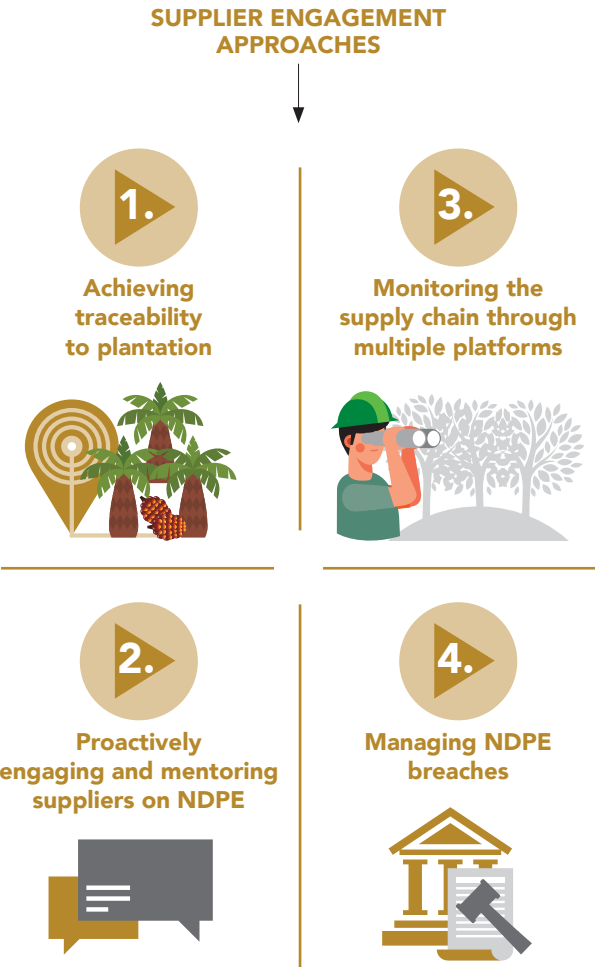 SUPPLIER ENGAGEMENT
APPROACHES
1.
Achieving
traceability
to plantation
2.
Proactively
engaging and mentoring
suppliers on NDPE
3.
Monitoring the
supply chain through
multiple platforms
4.
Managing NDPE
breaches